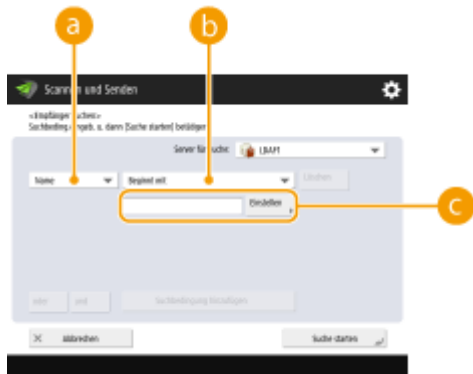 a b
Scannen und Senden
<Empfänger suchen>
Suchbeding. eingeb. u. dann [Suche starten] betätigen
Server für Suche: LDAP1
Name Beginnt mit Löschen
Einstellen
c
oder und Suchbedingung hinzufügen
Abbrechen Suche starten